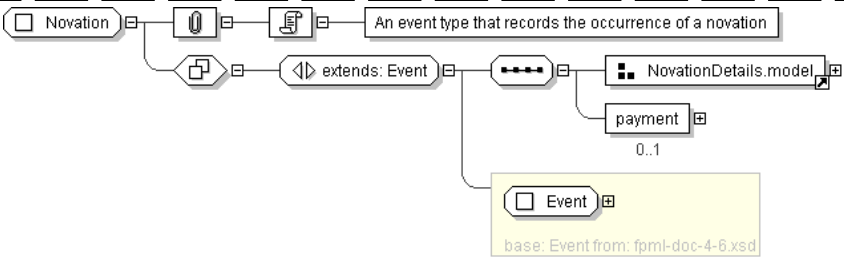 Novation
An event type that records the occurrence of a novation
extends: Event
NovationDetails.model
payment
0..1
Event
base: Event from: fpml-doc-4-6.xsd